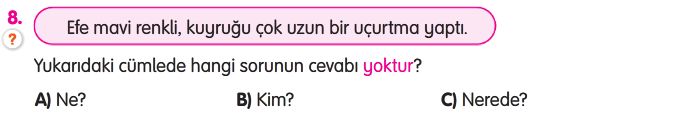 8.
?
Efe mavi renkli, kuyruğu çok uzun bir uçurtma yaptı.
Yukarıdaki cümlede hangi sorunun cevabı yoktur?
A) Ne? B) Kim? C) Nerede?